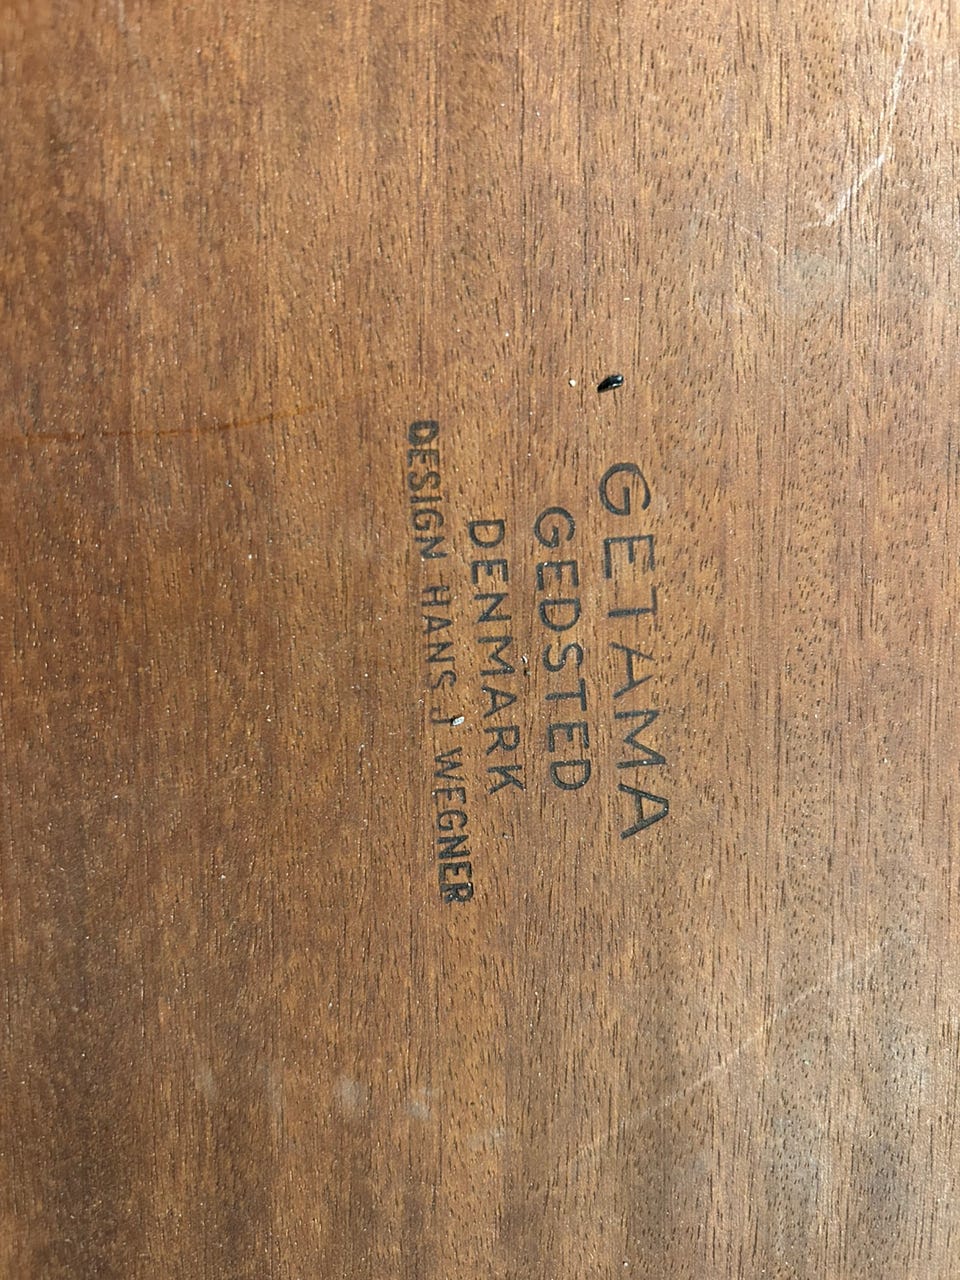 GETAMA
GEDSTED
DENMARK
DESIGN HANS J WEGNER